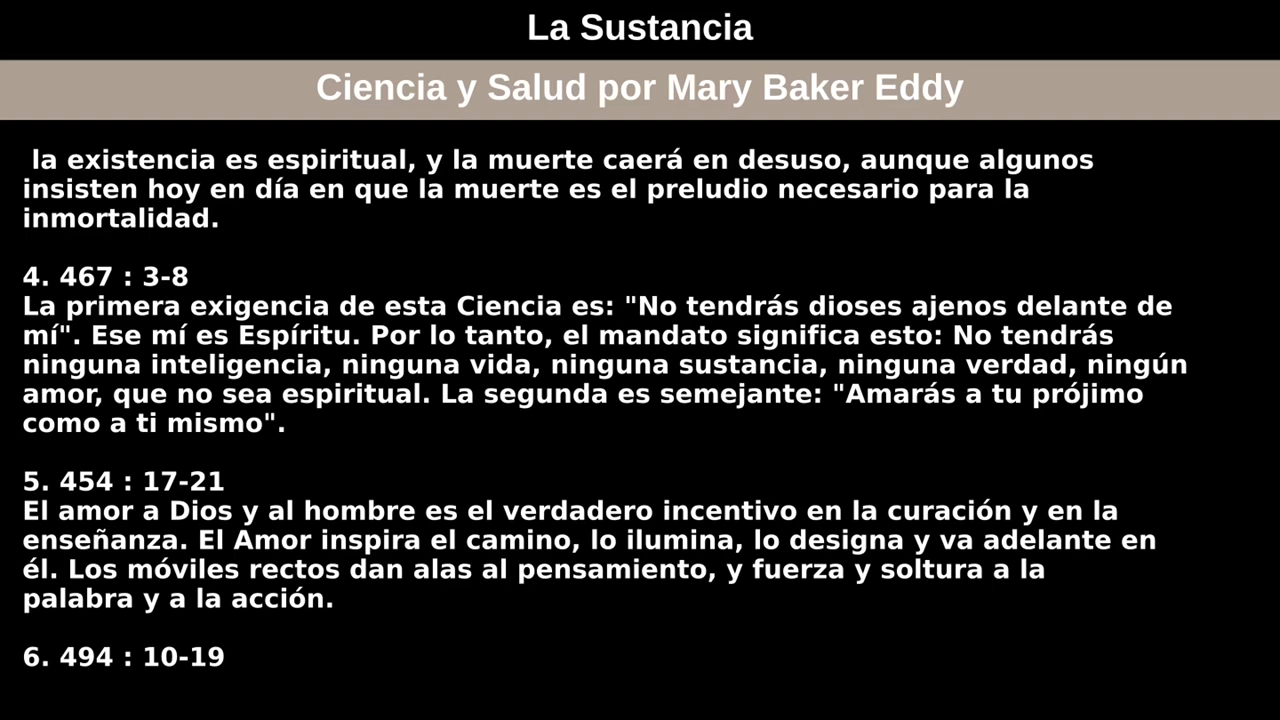 La Sustancia
Ciencia y Salud por Mary Baker Eddy
la existencia es espiritual, y la muerte caerá en desuso, aunque algunos
insisten hoy en día en que la muerte es el preludio necesario para la
inmortalidad.
4. 467 : 3-8
La primera exigencia de esta Ciencia es: "No tendrás dioses ajenos delante de
mí". Ese mí es Espíritu. Por lo tanto, el mandato significa esto: No tendrás
ninguna inteligencia, ninguna vida, ninguna sustancia, ninguna verdad, ningún
amor, que no sea espiritual. La segunda es semejante: "Amarás a tu prójimo
como a ti mismo".
5. 454 : 17-21
El amor a Dios y al hombre es el verdadero incentivo en la curación y en la
enseñanza. El Amor inspira el camino, lo ilumina, lo designa y va adelante en
él. Los móviles rectos dan alas al pensamiento, y fuerza y soltura a la
palabra y a la acción.
6. 494 : 10-19